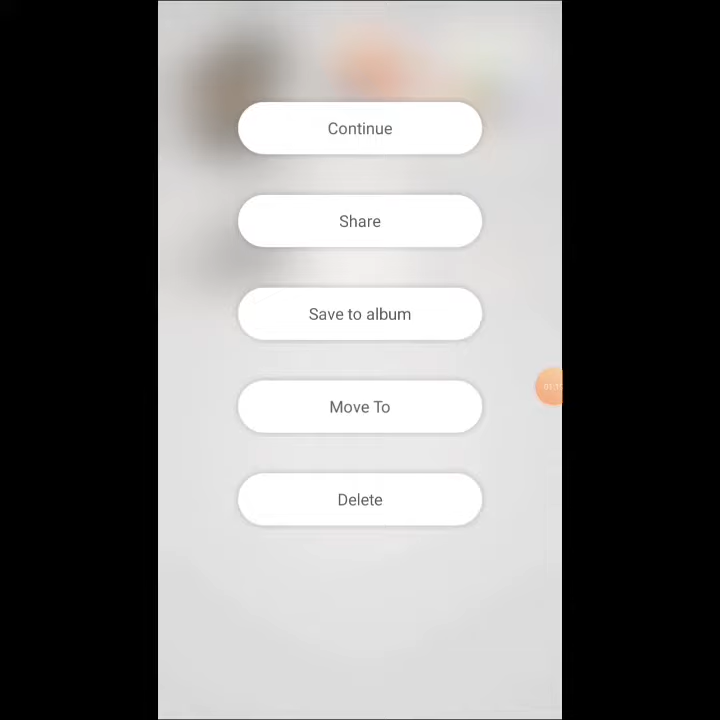 Continue
Share
Save to album
Move To
Delete